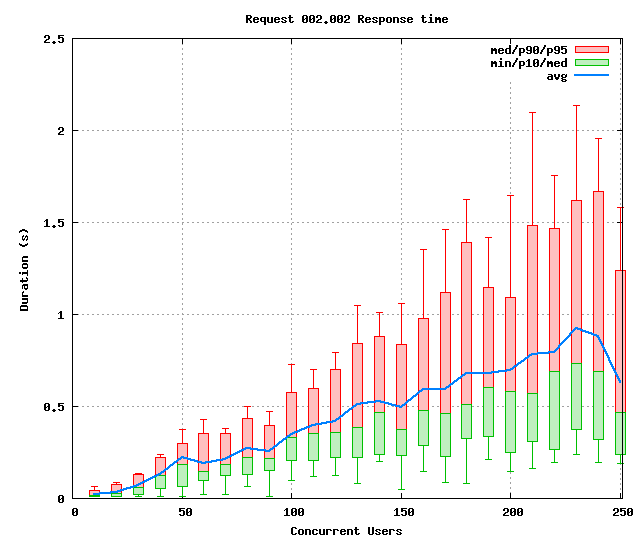 Request 002.002 Response time
2.5
2
1.5
1
0.5
0
Duration (s)
med/p90/p95
min/p10/med
avg
0 50 100 150 200 250
Concurrent Users